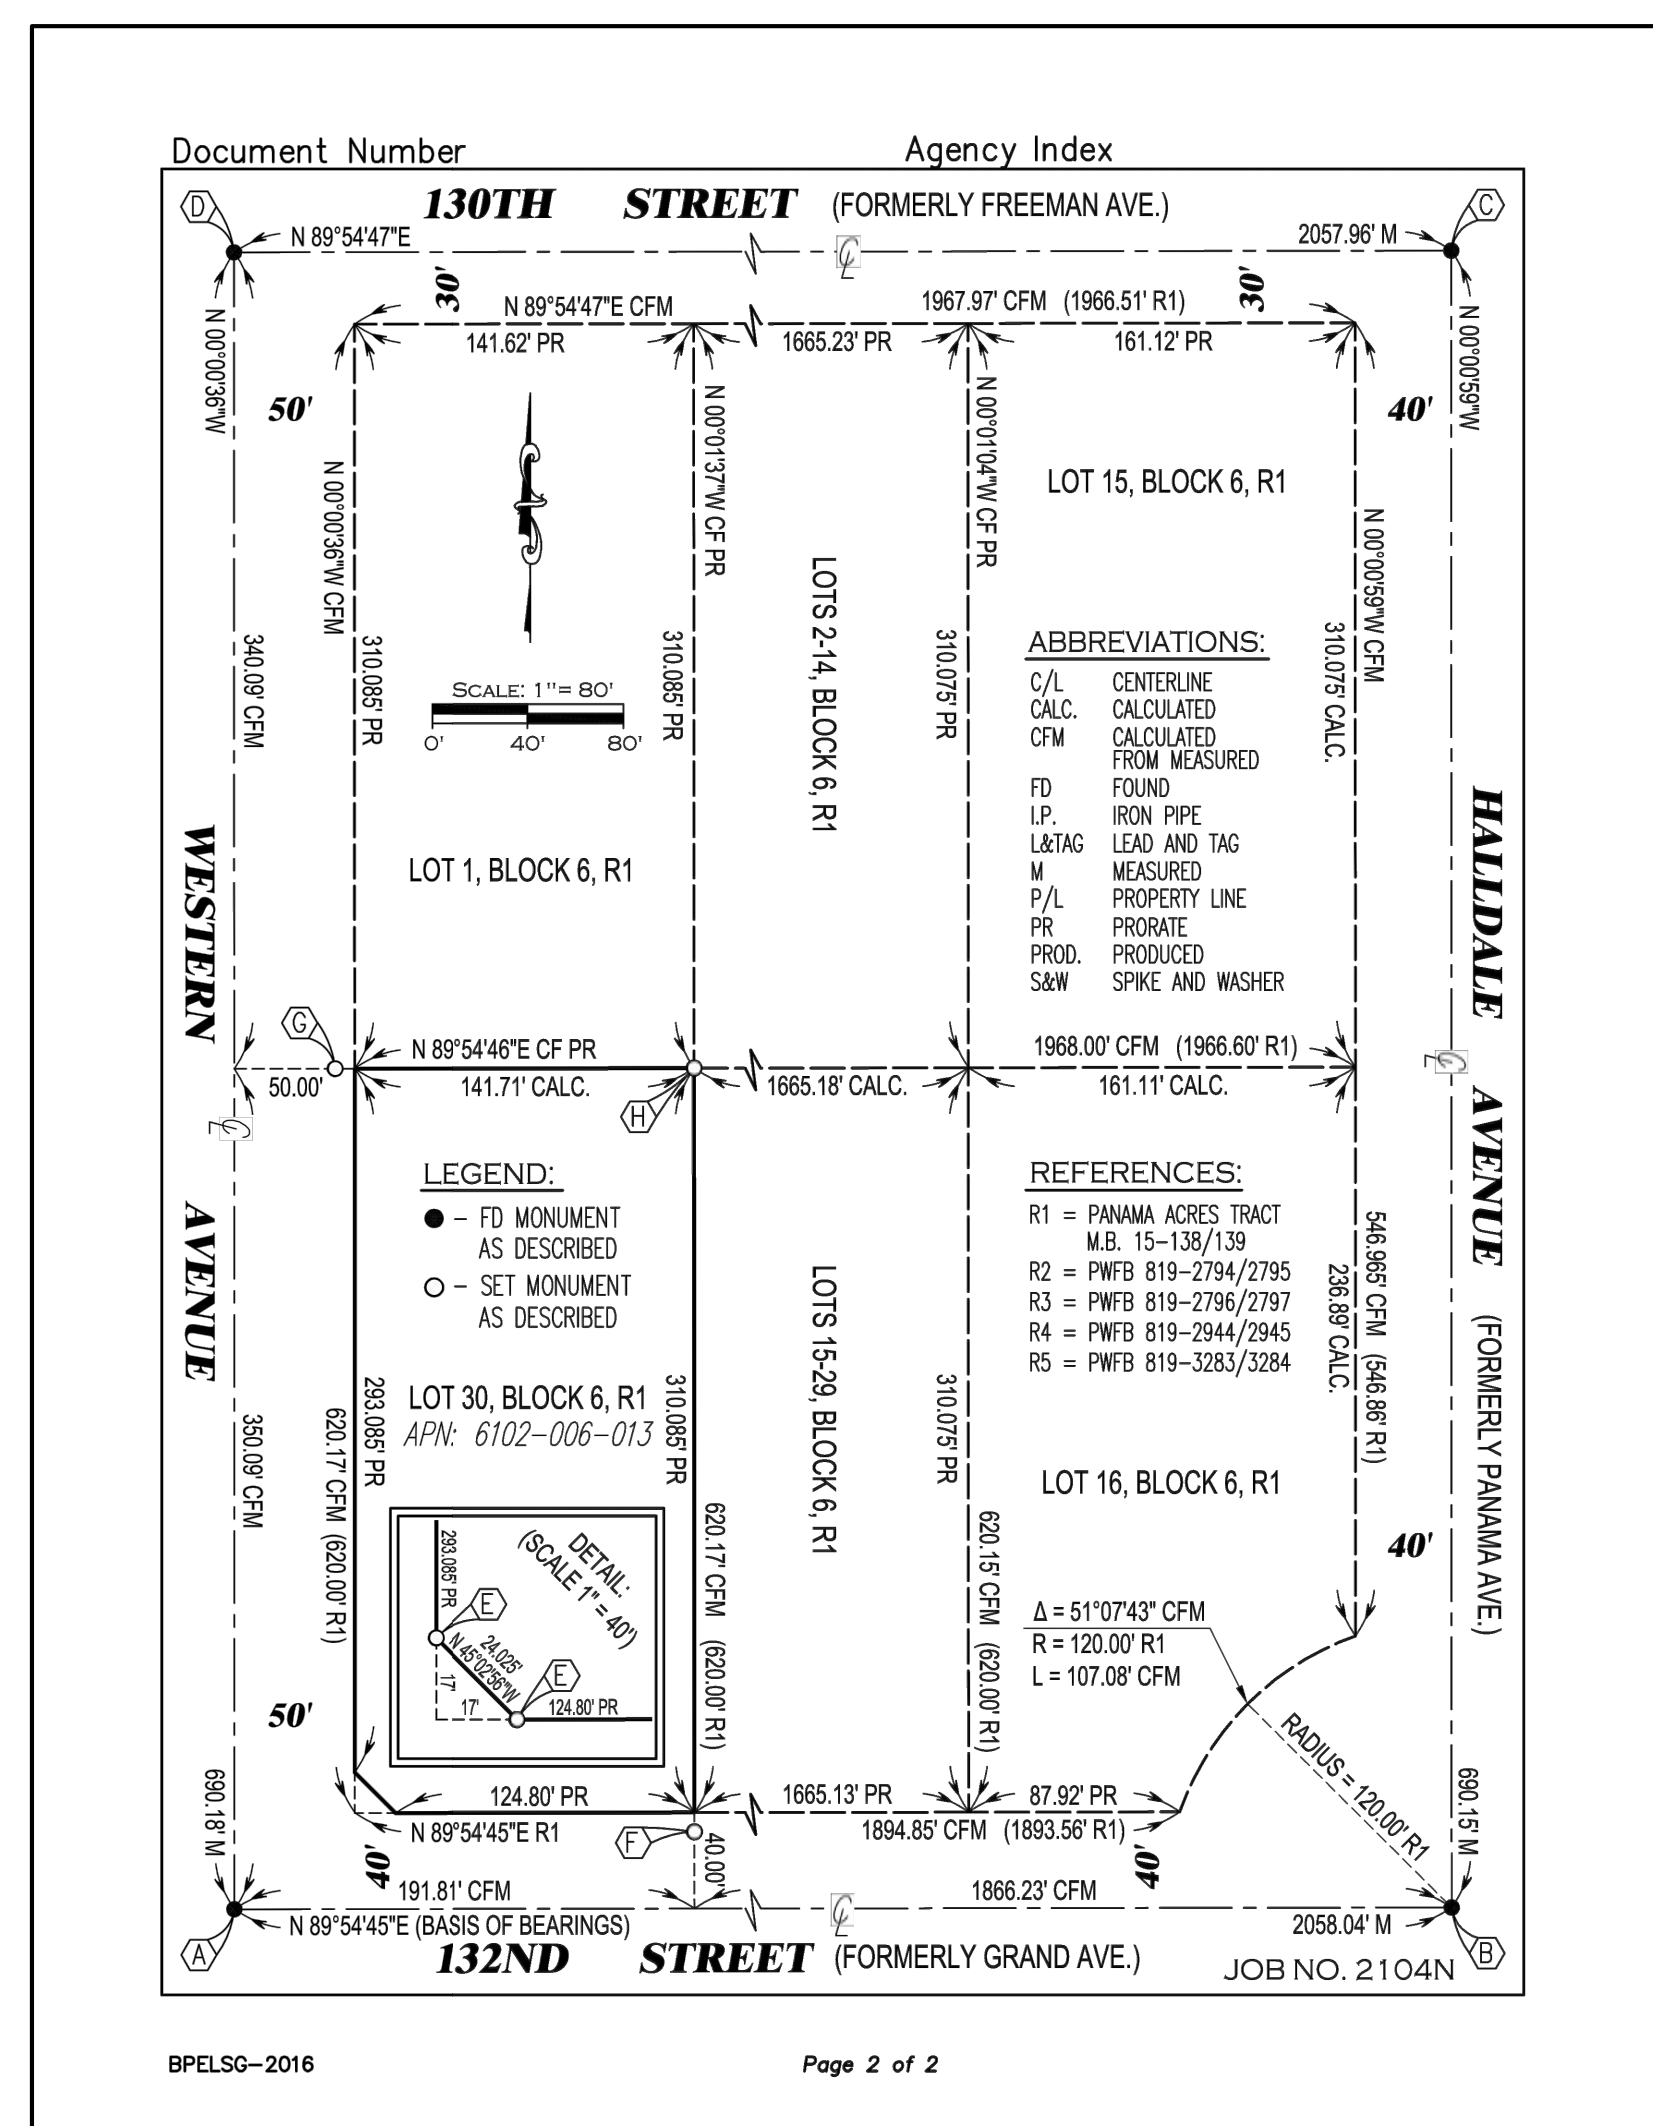 Document Number
Agency Index
D
130TH STREET (FORMERLY FREEMAN AVE.)
C
N 89°54'47"E
2057.96' M
30'
30'
N 89°54'47"E CFM
1967.97' CFM (1966.51' R1)
141.62' PR
1665.23' PR
161.12' PR
N 00°00'36"W
N 00°00'59"W
50'
40'
N 00°01'37"W CF PR
N 00°01'04"W CF PR
N 00°00'36"W CFM
N 00°00'59"W CFM
LOT 15, BLOCK 6, R1
LOTS 2-14, BLOCK 6, R1
340.09' CFM
310.085' PR
310.085' PR
310.075' PR
310.075' CALC.
SCALE: 1"= 80'
0' 40' 80'
ABBREVIATIONS:
C/L CENTERLINE
CALC. CALCULATED
CFM CALCULATED
FROM MEASURED
FD FOUND
I.P. IRON PIPE
L&TAG LEAD AND TAG
M MEASURED
P/L PROPERTY LINE
PR PRORATE
PROD. PRODUCED
S&W SPIKE AND WASHER
LOT 1, BLOCK 6, R1
WESTERN AVENUE
HALLDALE AVENUE (FORMERLY PANAMA AVE.)
G
N 89°54'46"E CF PR
1968.00' CFM (1966.60' R1)
50.00'
141.71' CALC.
1665.18' CALC.
161.11' CALC.
H
LEGEND:
– FD MONUMENT
AS DESCRIBED
– SET MONUMENT
AS DESCRIBED
REFERENCES:
R1 = PANAMA ACRES TRACT
M.B. 15-138/139
R2 = PWFB 819-2794/2795
R3 = PWFB 819-2796/2797
R4 = PWFB 819-2944/2945
R5 = PWFB 819-3283/3284
546.965' CFM (546.86' R1)
236.89' CALC.
LOTS 15-29, BLOCK 6, R1
LOT 30, BLOCK 6, R1
APN: 6102-006-013
350.09' CFM
620.17' CFM (620.00' R1)
293.085' PR
310.085' PR
310.075' PR
LOT 16, BLOCK 6, R1
620.17' CFM (620.00' R1)
620.15' CFM (620.00' R1)
40'
DETAIL:
(SCALE 1" = 40')
293.085' PR
E
24.025'
N 45°02'56"W
E
17'
17'
124.80' PR
Δ = 51°07'43" CFM
R = 120.00' R1
L = 107.08' CFM
50'
RADIUS = 120.00' R1
690.18' M
690.15' M
124.80' PR
1665.13' PR
87.92' PR
N 89°54'45"E R1
1894.85' CFM (1893.56' R1)
F
40.00'
40'
40'
191.81' CFM
1866.23' CFM
N 89°54'45"E (BASIS OF BEARINGS)
2058.04' M
A
132ND STREET (FORMERLY GRAND AVE.)
B
JOB NO. 2104N
BPELSG-2016
Page 2 of 2